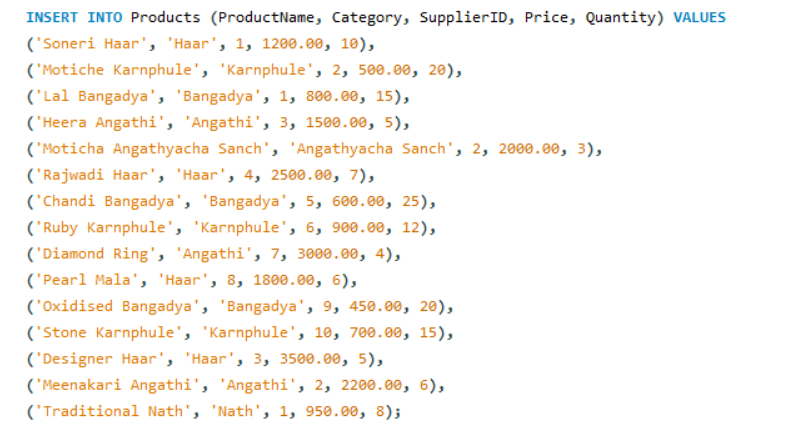 INSERT INTO Products (ProductName, Category, SupplierID, Price, Quantity) VALUES
('Soneri Haar', 'Haar', 1, 1200.00, 10),
('Motiche Karnphule', 'Karnphule', 2, 500.00, 20),
('Lal Bangadya', 'Bangadya', 1, 800.00, 15),
('Heera Angathi', 'Angathi', 3, 1500.00, 5),
('Moticha Angathyacha Sanch', 'Angathyacha Sanch', 2, 2000.00, 3),
('Rajwadi Haar', 'Haar', 4, 2500.00, 7),
('Chandi Bangadya', 'Bangadya', 5, 600.00, 25),
('Ruby Karnphule', 'Karnphule', 6, 900.00, 12),
('Diamond Ring', 'Angathi', 7, 3000.00, 4),
('Pearl Mala', 'Haar', 8, 1800.00, 6),
('Oxidised Bangadya', 'Bangadya', 9, 450.00, 20),
('Stone Karnphule', 'Karnphule', 10, 700.00, 15),
('Designer Haar', 'Haar', 3, 3500.00, 5),
('Meenakari Angathi', 'Angathi', 2, 2200.00, 6),
('Traditional Nath', 'Nath', 1, 950.00, 8);